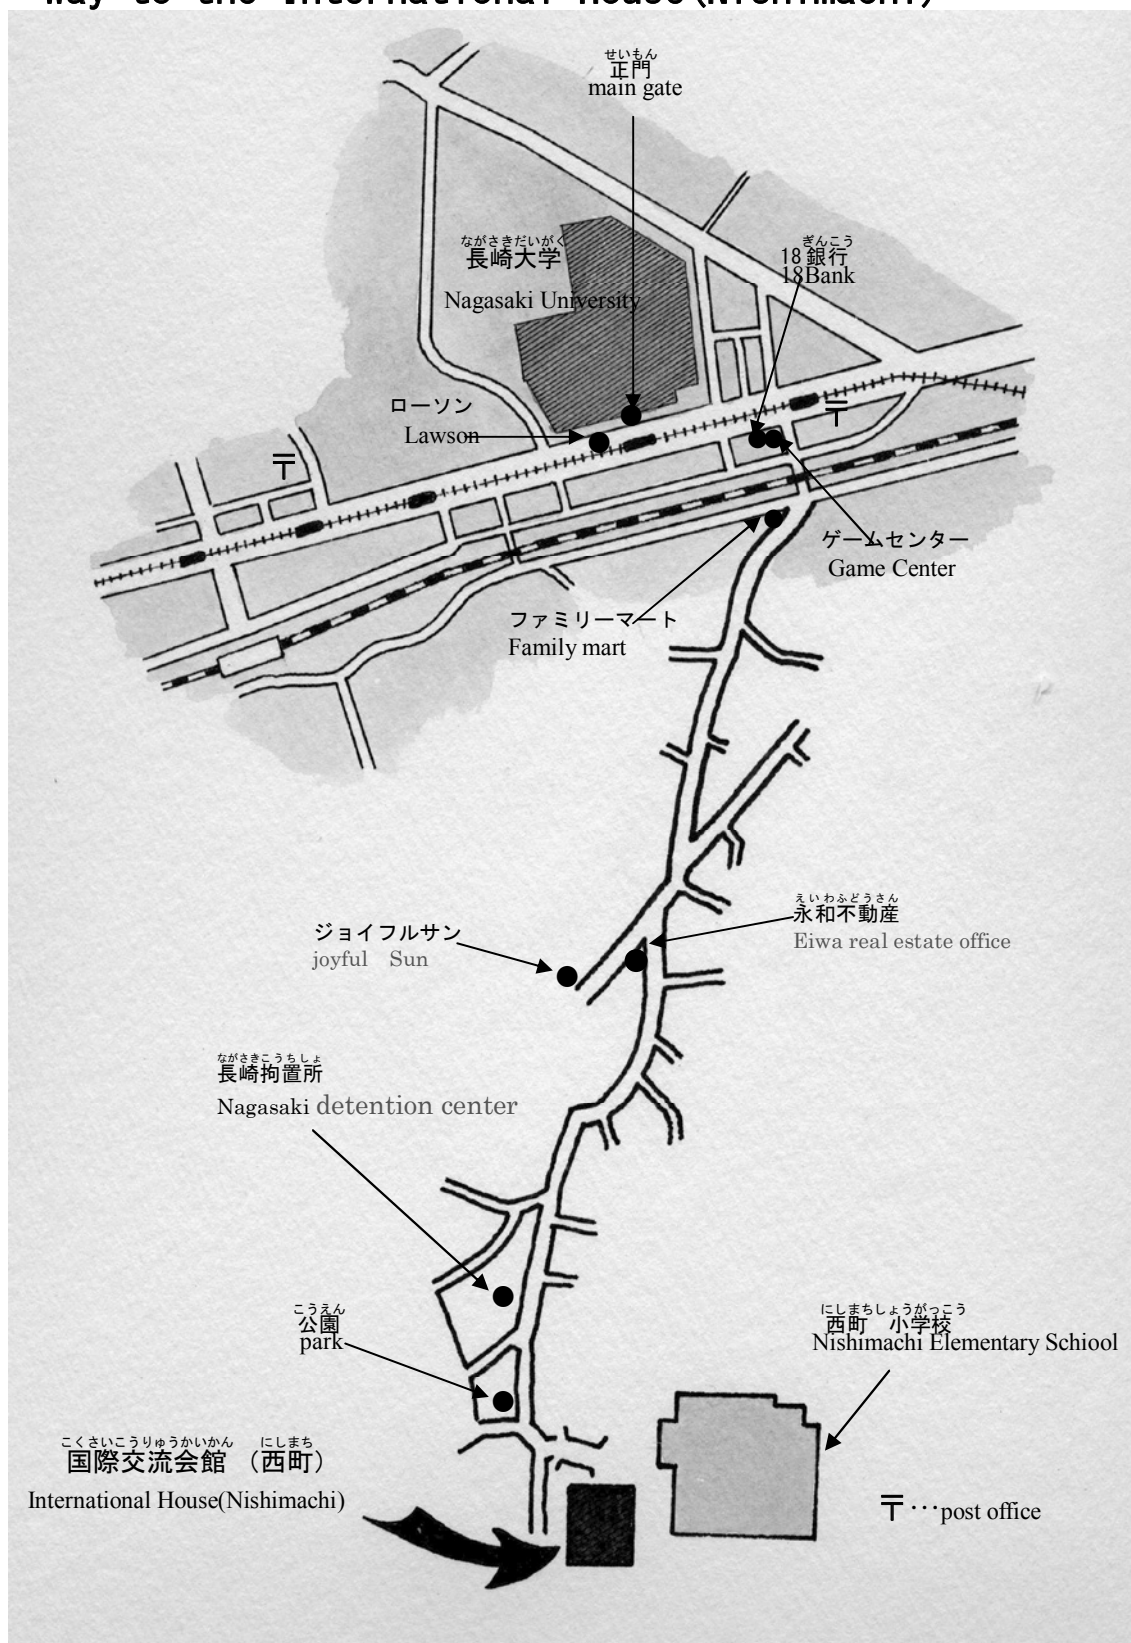 way to the International House(Nishimachi)
せいもん
正門
main gate
ながさきだいがく
長崎大学
Nagasaki University
ぎんこう
18銀行
18Bank
ローソン
Lawson
〒
〒
ゲームセンター
Game Center
ファミリーマート
Family mart
えいわふどうさん
永和不動産
Eiwa real estate office
ジョイフルサン
joyful Sun
ながさきこうちしょ
長崎拘置所
Nagasaki detention center
こうえん
公園
park
にしまちしょうがっこう
西町 小学校
Nishimachi Elementary Schiool
こくさいこうりゅうかいかん にしまち
国際交流会館 (西町)
International House(Nishimachi)
〒…post office